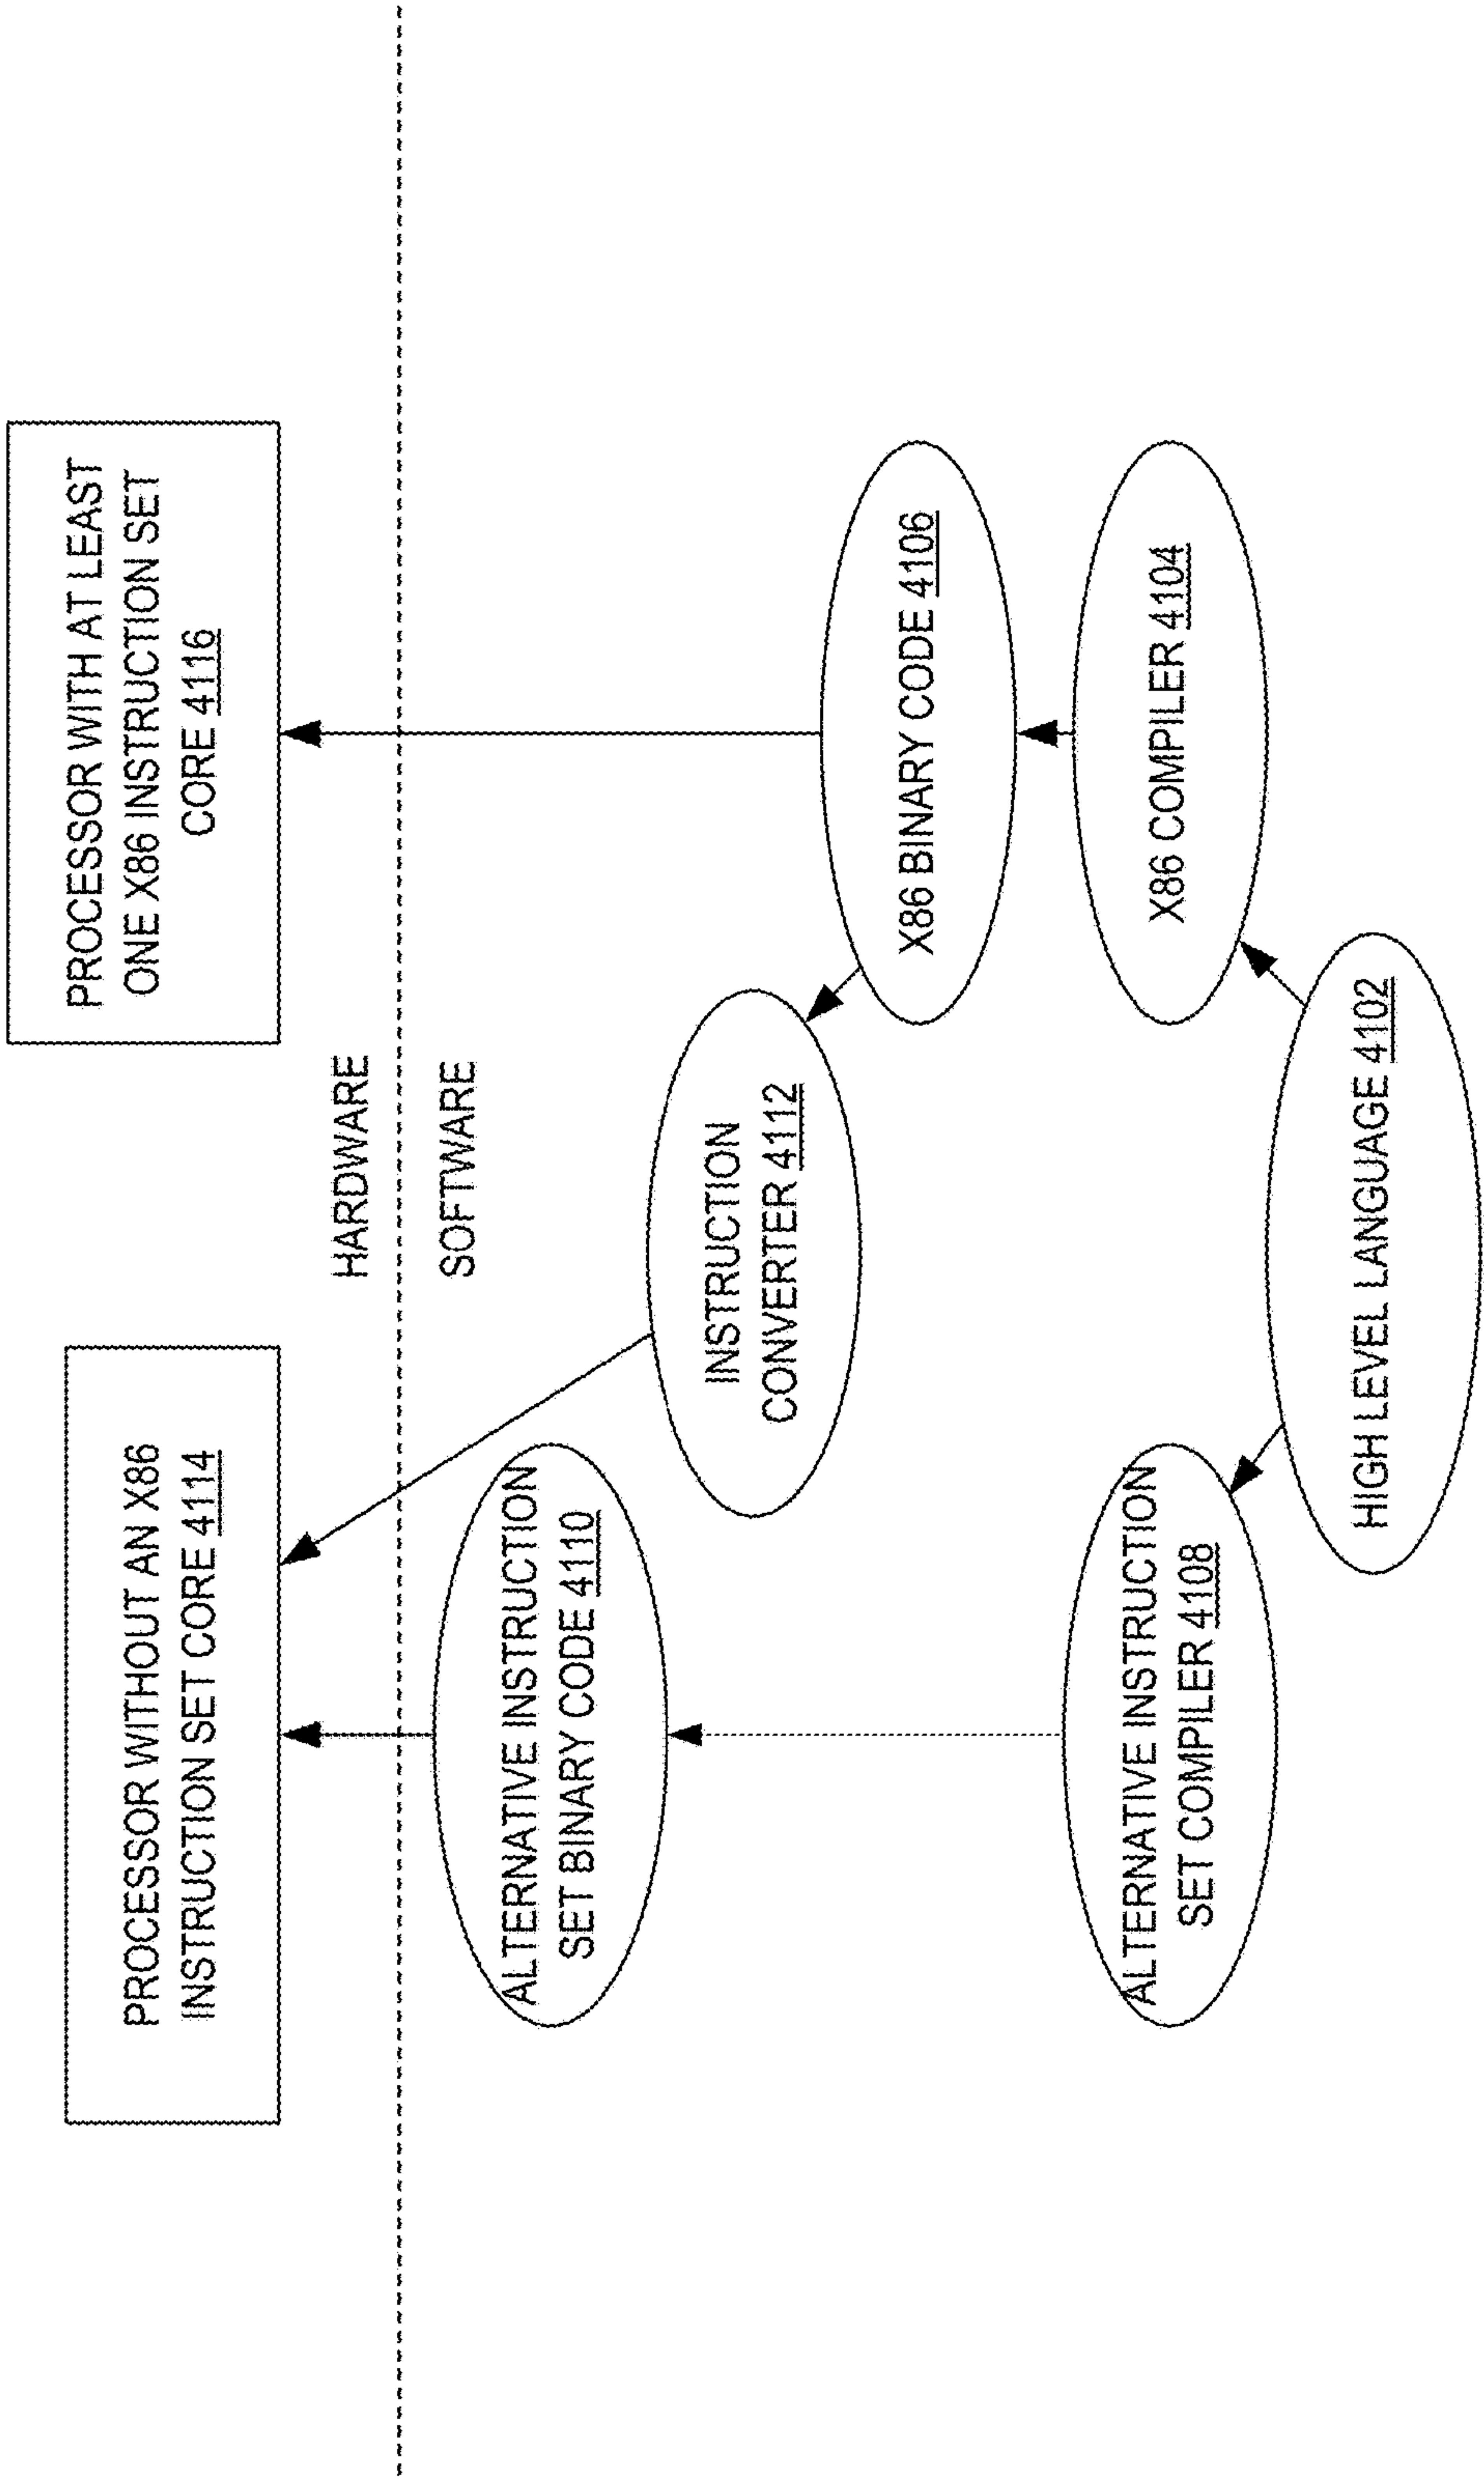 PROCESSOR WITHOUT AN X86
INSTRUCTION SET CORE 4114
PROCESSOR WITH AT LEAST
ONE X86 INSTRUCTION SET
CORE 4116
HARDWARE
SOFTWARE
ALTERNATIVE INSTRUCTION
SET BINARY CODE 4110
INSTRUCTION
CONVERTER 4112
X86 BINARY CODE 4106
ALTERNATIVE INSTRUCTION
SET COMPILER 4108
X86 COMPILER 4104
HIGH LEVEL LANGUAGE 4102